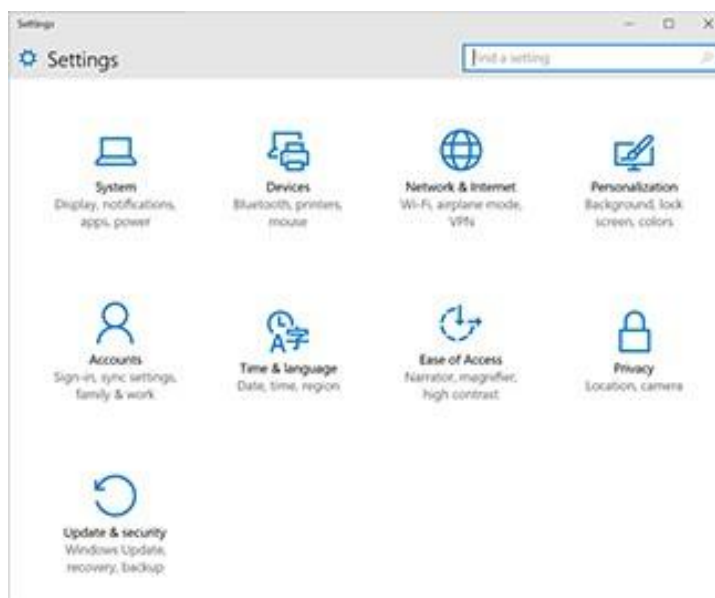 Settings
Settings
Find a setting
System
Display, notifications,
apps, power
Devices
Bluetooth, printers,
mouse
Network & Internet
Wi-Fi, airplane mode,
VPN
Personalization
Background, lock
screen, colors
Accounts
Sign-in, sync settings,
family & work
A字
Time & language
Date, time, region
Ease of Access
Narrator, magnifier,
high contrast
Privacy
Location, camera
Update & security
Windows Update,
recovery, backup